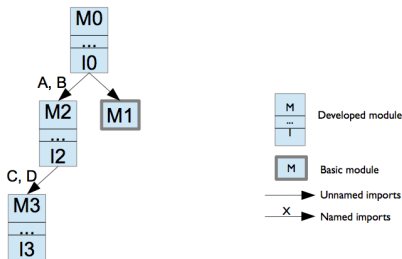 M0
...
I0
A, B
M2
...
I2
M1
C, D
M3
...
I3
M
...
I
Developed module
M
Basic module
Unnamed imports
X
Named imports